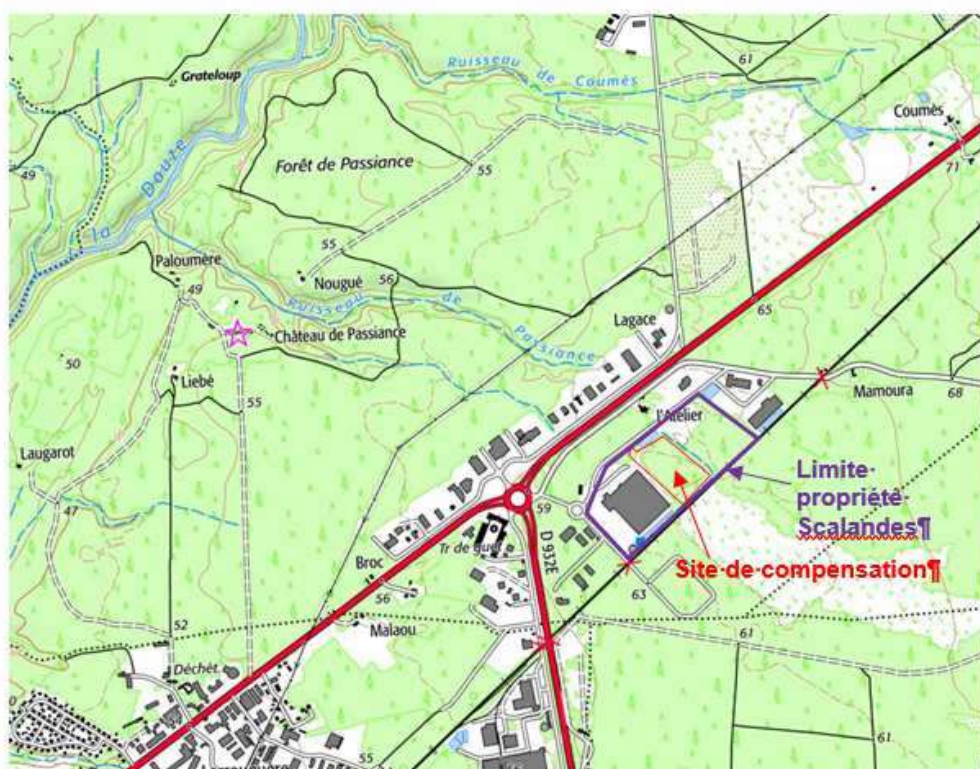 Grateloup
Ruisseau de Coumès
61
Coumès
71
49
la Douze
Forêt de Passiance
55
55
Paloumère
Nougué
56
49
Ruisseau de Passiance
65
Château de Passiance
Lagace
50
Liebé
55
Mamoura
68
l'Atelier
Laugarot
Limite·
propriété·
Scalandes¶
47
59
Tr de Guet
D 932E
Site·de·compensation¶
Broc
56
63
52
Malaou
61
Déchèt
55
61